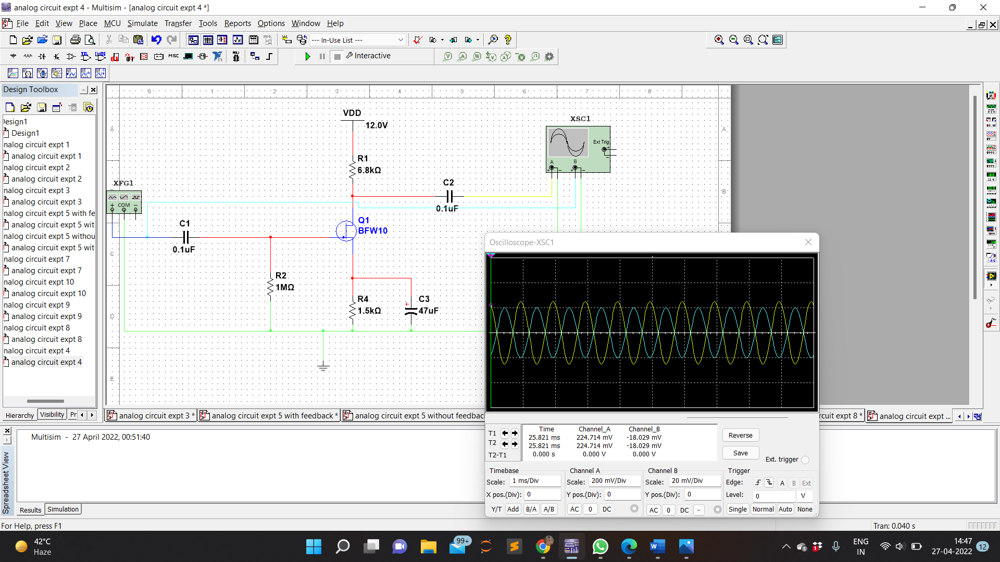 analog circuit expt 4 - Multisim - [analog circuit expt 4 *]
File Edit View Place MCU Simulate Transfer Tools Reports Options Window Help
--- In-Use List ---
MISC
Interactive
Design Toolbox
Design1
nalog circuit expt 1
analog circuit expt 1
nalog circuit expt 2
analog circuit expt 2
nalog circuit expt 3
analog circuit expt 3
nalog circuit expt 5 with fe
analog circuit expt 5 wit
nalog circuit expt 5 withou
analog circuit expt 5 wit
nalog circuit expt 7
analog circuit expt 7
nalog circuit expt 10
analog circuit expt 10
nalog circuit expt 9
analog circuit expt 9
nalog circuit expt 8
analog circuit expt 8
nalog circuit expt 4
analog circuit expt 4
Hierarchy Visibility Pr
0 1 2 3 4 5 6 7 8
A
C
D
E
A
B
VDD
12.0V
R1
6.8kΩ
C2
0.1uF
XFG1
COM
C1
0.1uF
Q1
BFW10
R2
1MΩ
R4
1.5kΩ
C3
47uF
XSC1
Ext Trig
A B
Oscilloscope-XSC1
Time Channel_A Channel_B
T1 25.821 ms 224.714 mV -18.029 mV
T2 25.821 ms 224.714 mV -18.029 mV
T2-T1 0.000 s 0.000 V 0.000 V
Reverse
Save
Ext. trigger
Timebase
Scale: 1 ms/Div
X pos.(Div): 0
Y/T Add B/A A/B
Channel A
Scale: 200 mV/Div
Y pos.(Div): 0
AC 0 DC
Channel B
Scale: 20 mV/Div
Y pos.(Div): 0
AC 0 DC -
Trigger
Edge: A B Ext
Level: 0 V
Single Normal Auto None
analog circuit expt 3 * analog circuit expt 5 with feedback * analog circuit expt 5 without feedbac rcuit expt 8 * analog circuit expt ...
Multisim - 27 April 2022, 00:51:40
Spreadsheet View
Results Simulation
For Help, press F1
Tran: 0.040 s
42°C
Haze
99+
1
ENG
IN
14:47
27-04-2022
12